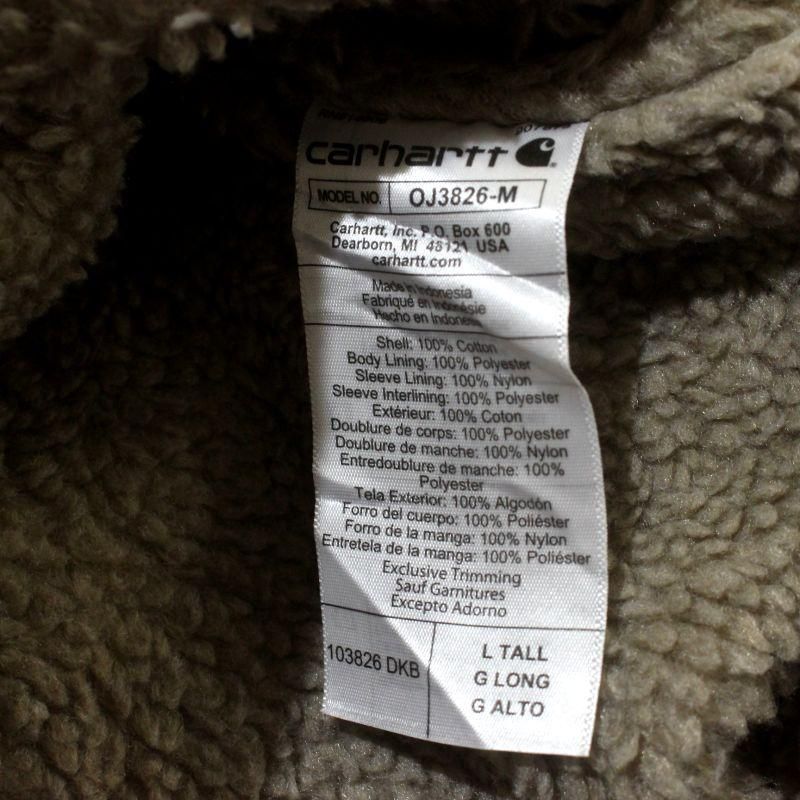 carhartt
MODEL NO. OJ3826-M
Carhartt, Inc. P.O. Box 600
Dearborn, MI 48121 USA
carhartt.com
Made in Indonesia
Fabriqué en Indonésie
Hecho en Indonesia
Shell: 100% Cotton
Body Lining: 100% Polyester
Sleeve Lining: 100% Nylon
Sleeve Interlining: 100% Polyester
Extérieur: 100% Coton
Doublure de corps: 100% Polyester
Doublure de manche: 100% Nylon
Entredoublure de manche: 100%
Polyester
Tela Exterior: 100% Algodón
Forro del cuerpo: 100% Poliéster
Forro de la manga: 100% Nylon
Entretela de la manga: 100% Poliéster
Exclusive Trimming
Sauf Garnitures
Excepto Adorno
103826 DKB
L TALL
G LONG
G ALTO